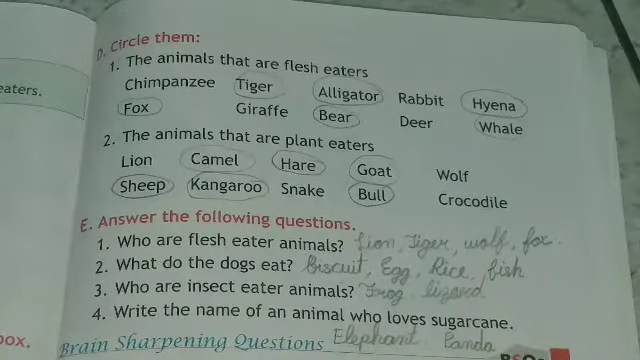 D. Circle them:
1. The animals that are flesh eaters
Chimpanzee Tiger Alligator Rabbit Hyena
eaters.
Fox Giraffe Bear Deer Whale
2. The animals that are plant eaters
Lion Camel Hare Goat Wolf
Sheep Kangaroo Snake Bull Crocodile
E. Answer the following questions.
1. Who are flesh eater animals? Lion, Tiger, wolf, fox.
2. What do the dogs eat? Biscuit, Egg, Rice, fish
3. Who are insect eater animals? Frog lizard
4. Write the name of an animal who loves sugarcane.
Elephant Panda
box.
Brain Sharpening Questions